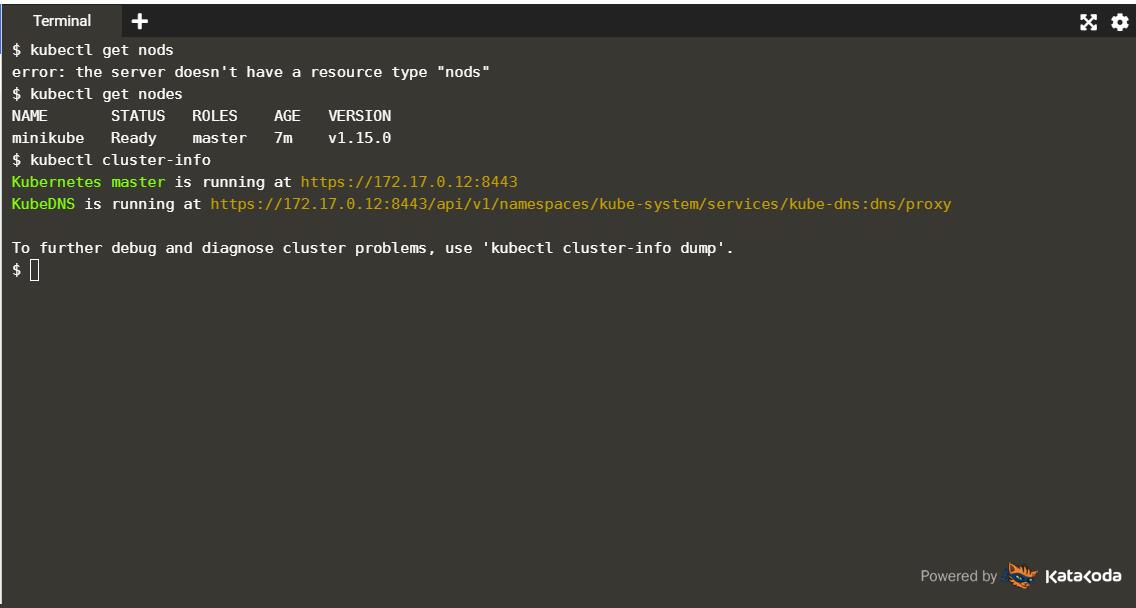 Terminal
$ kubectl get nods
error: the server doesn't have a resource type "nods"
$ kubectl get nodes
NAME       STATUS   ROLES    AGE   VERSION
minikube   Ready    master   7m    v1.15.0
$ kubectl cluster-info
Kubernetes master is running at https://172.17.0.12:8443
KubeDNS is running at https://172.17.0.12:8443/api/v1/namespaces/kube-system/services/kube-dns:dns/proxy
To further debug and diagnose cluster problems, use 'kubectl cluster-info dump'.
$
Powered by Katacoda